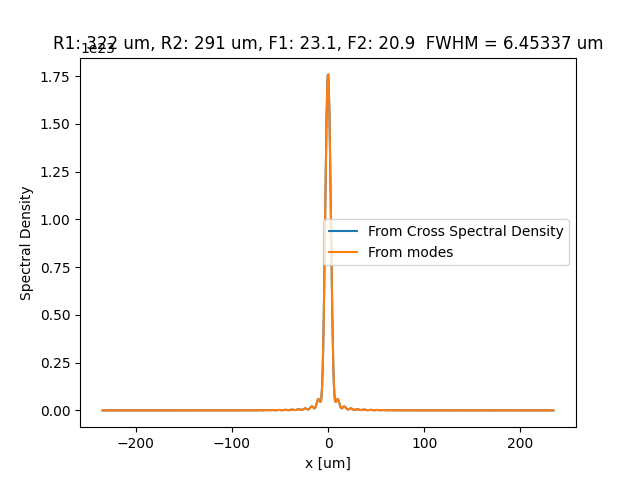 R1: 322 um, R2: 291 um, F1: 23.1, F2: 20.9  FWHM = 6.45337 um
1e23
1.75
1.50
1.25
1.00
0.75
0.50
0.25
0.00
Spectral Density
From Cross Spectral Density
From modes
−200
−100
0
100
200
x [um]